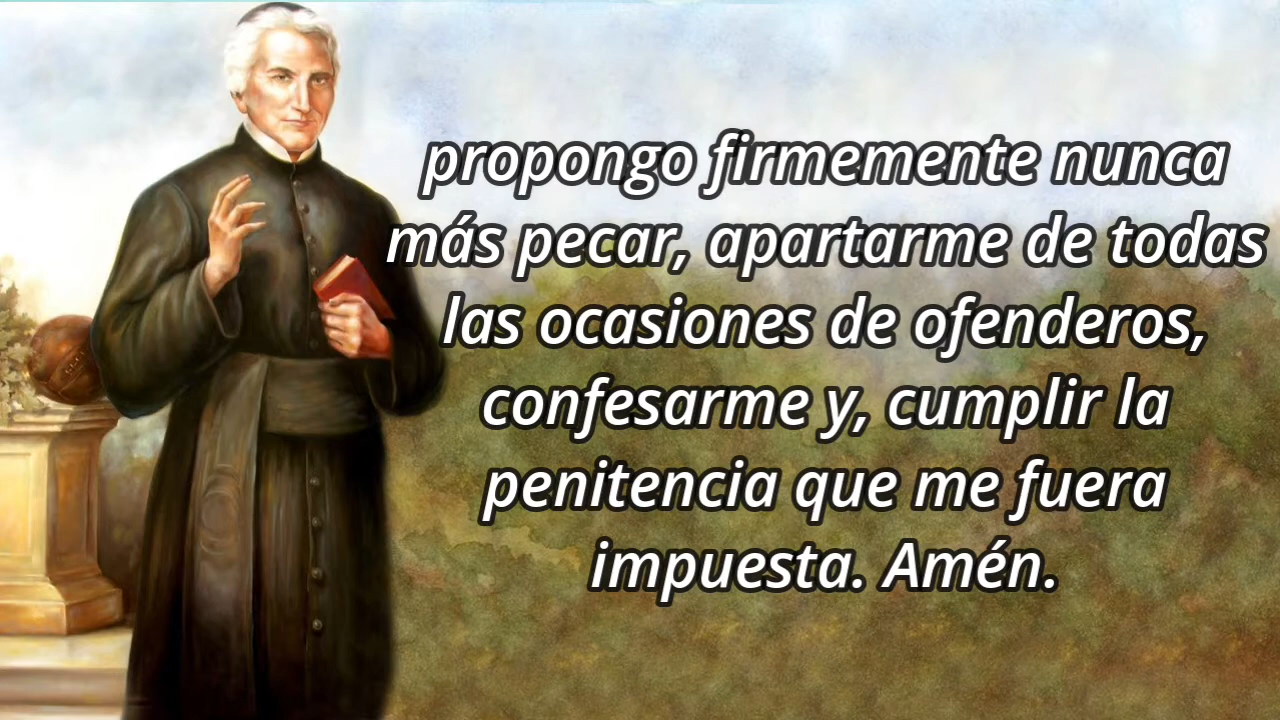 propongo firmemente nunca
más pecar, apartarme de todas
las ocasiones de ofenderos,
confesarme y, cumplir la
penitencia que me fuera
impuesta. Amén.